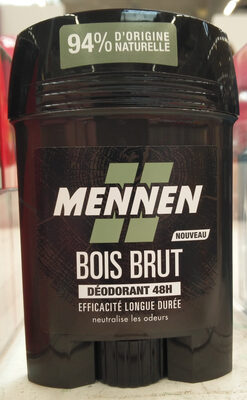 94% D'ORIGINE
NATURELLE
MENNEN
NOUVEAU
BOIS BRUT
DÉODORANT 48H
EFFICACITÉ LONGUE DURÉE
neutralise les odeurs